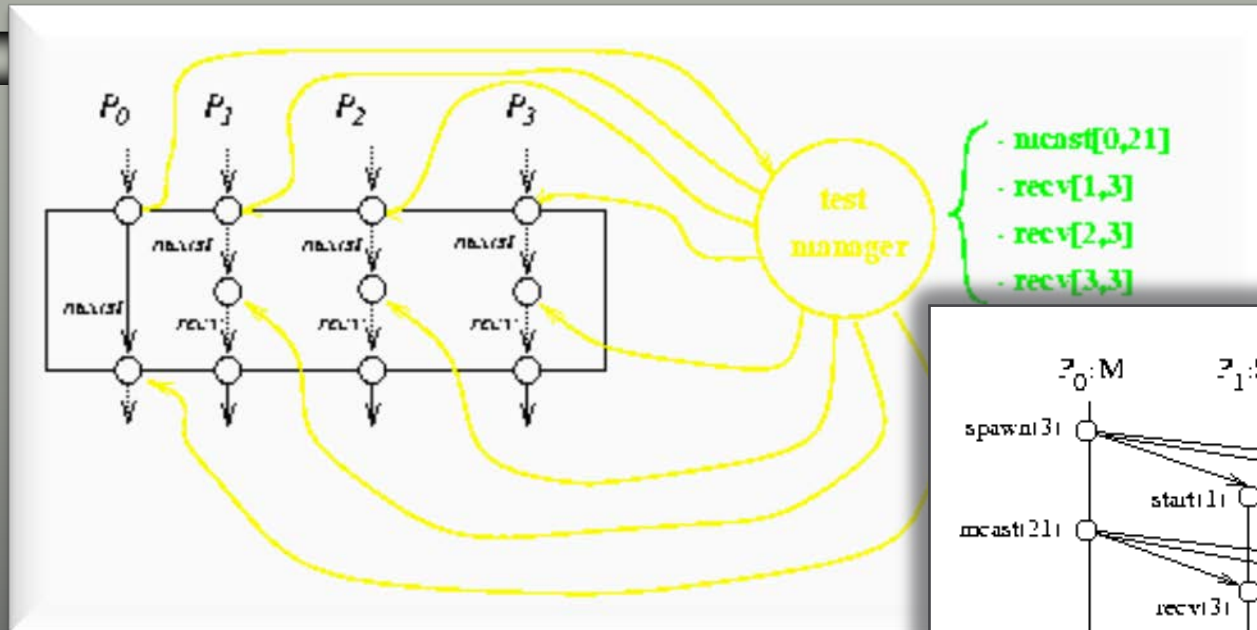 P0 P1 P2 P3
test
manager
- mcast[0,21]
- recv[1,3]
- recv[2,3]
- recv[3,3]
mcast mcast mcast
mcast
recv recv recv
P0:M
spawn(3)
start(1)
mcast(21)
recv(3)